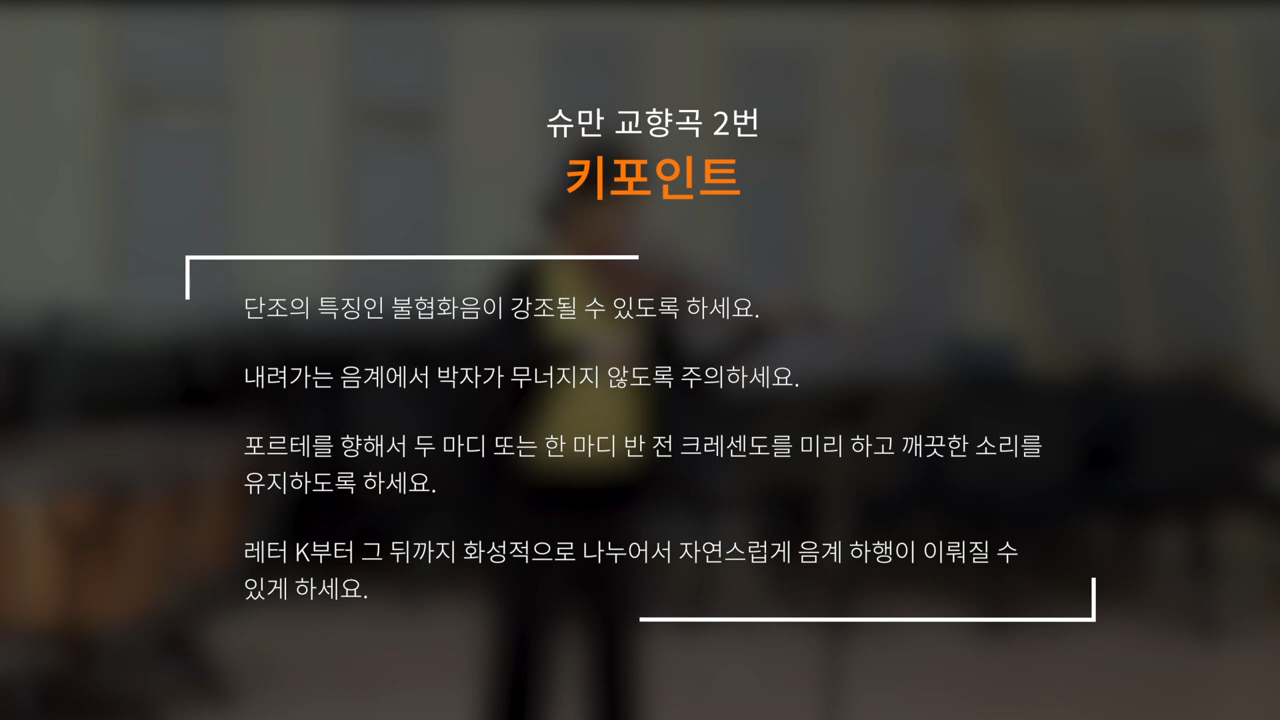 슈만 교향곡 2번
키포인트
단조의 특징인 불협화음이 강조될 수 있도록 하세요.
내려가는 음계에서 박자가 무너지지 않도록 주의하세요.
포르테를 향해서 두 마디 또는 한 마디 반 전 크레센도를 미리 하고 깨끗한 소리를
유지하도록 하세요.
레터 K부터 그 뒤까지 화성적으로 나누어서 자연스럽게 음계 하행이 이뤄질 수
있게 하세요.